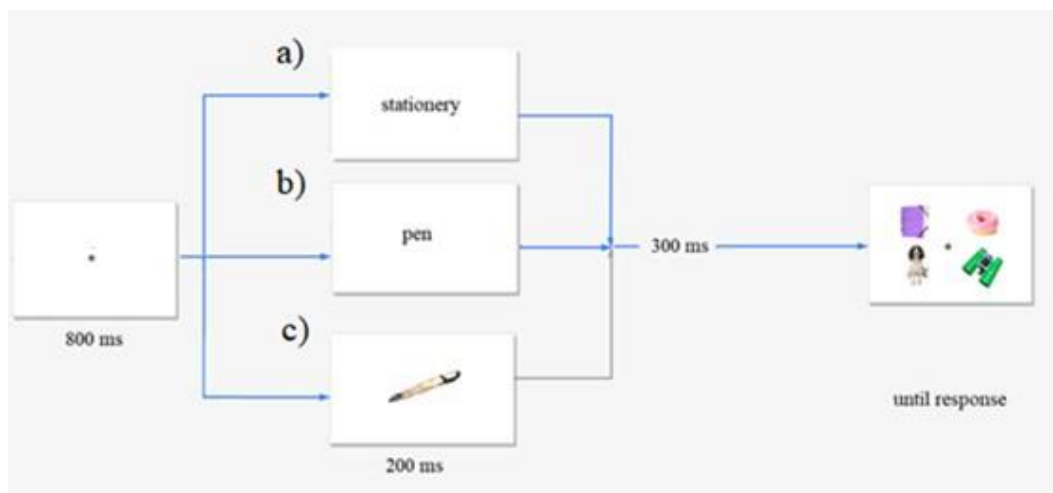 a)
stationery
b)
pen
300 ms
800 ms
c)
until response
200 ms